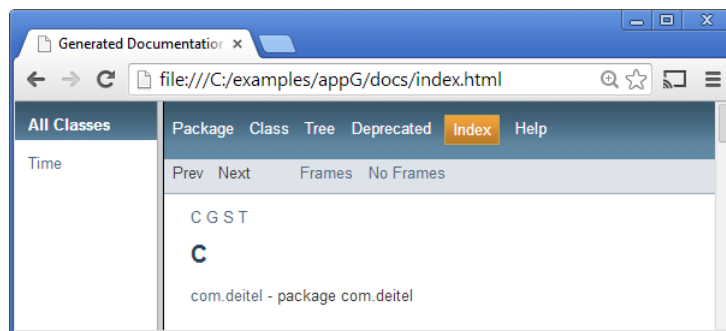 Generated Documentation
file:///C:/examples/appG/docs/index.html
All Classes
Time
Package Class Tree Deprecated Index Help
Prev Next Frames No Frames
C G S T
C
com.deitel - package com.deitel